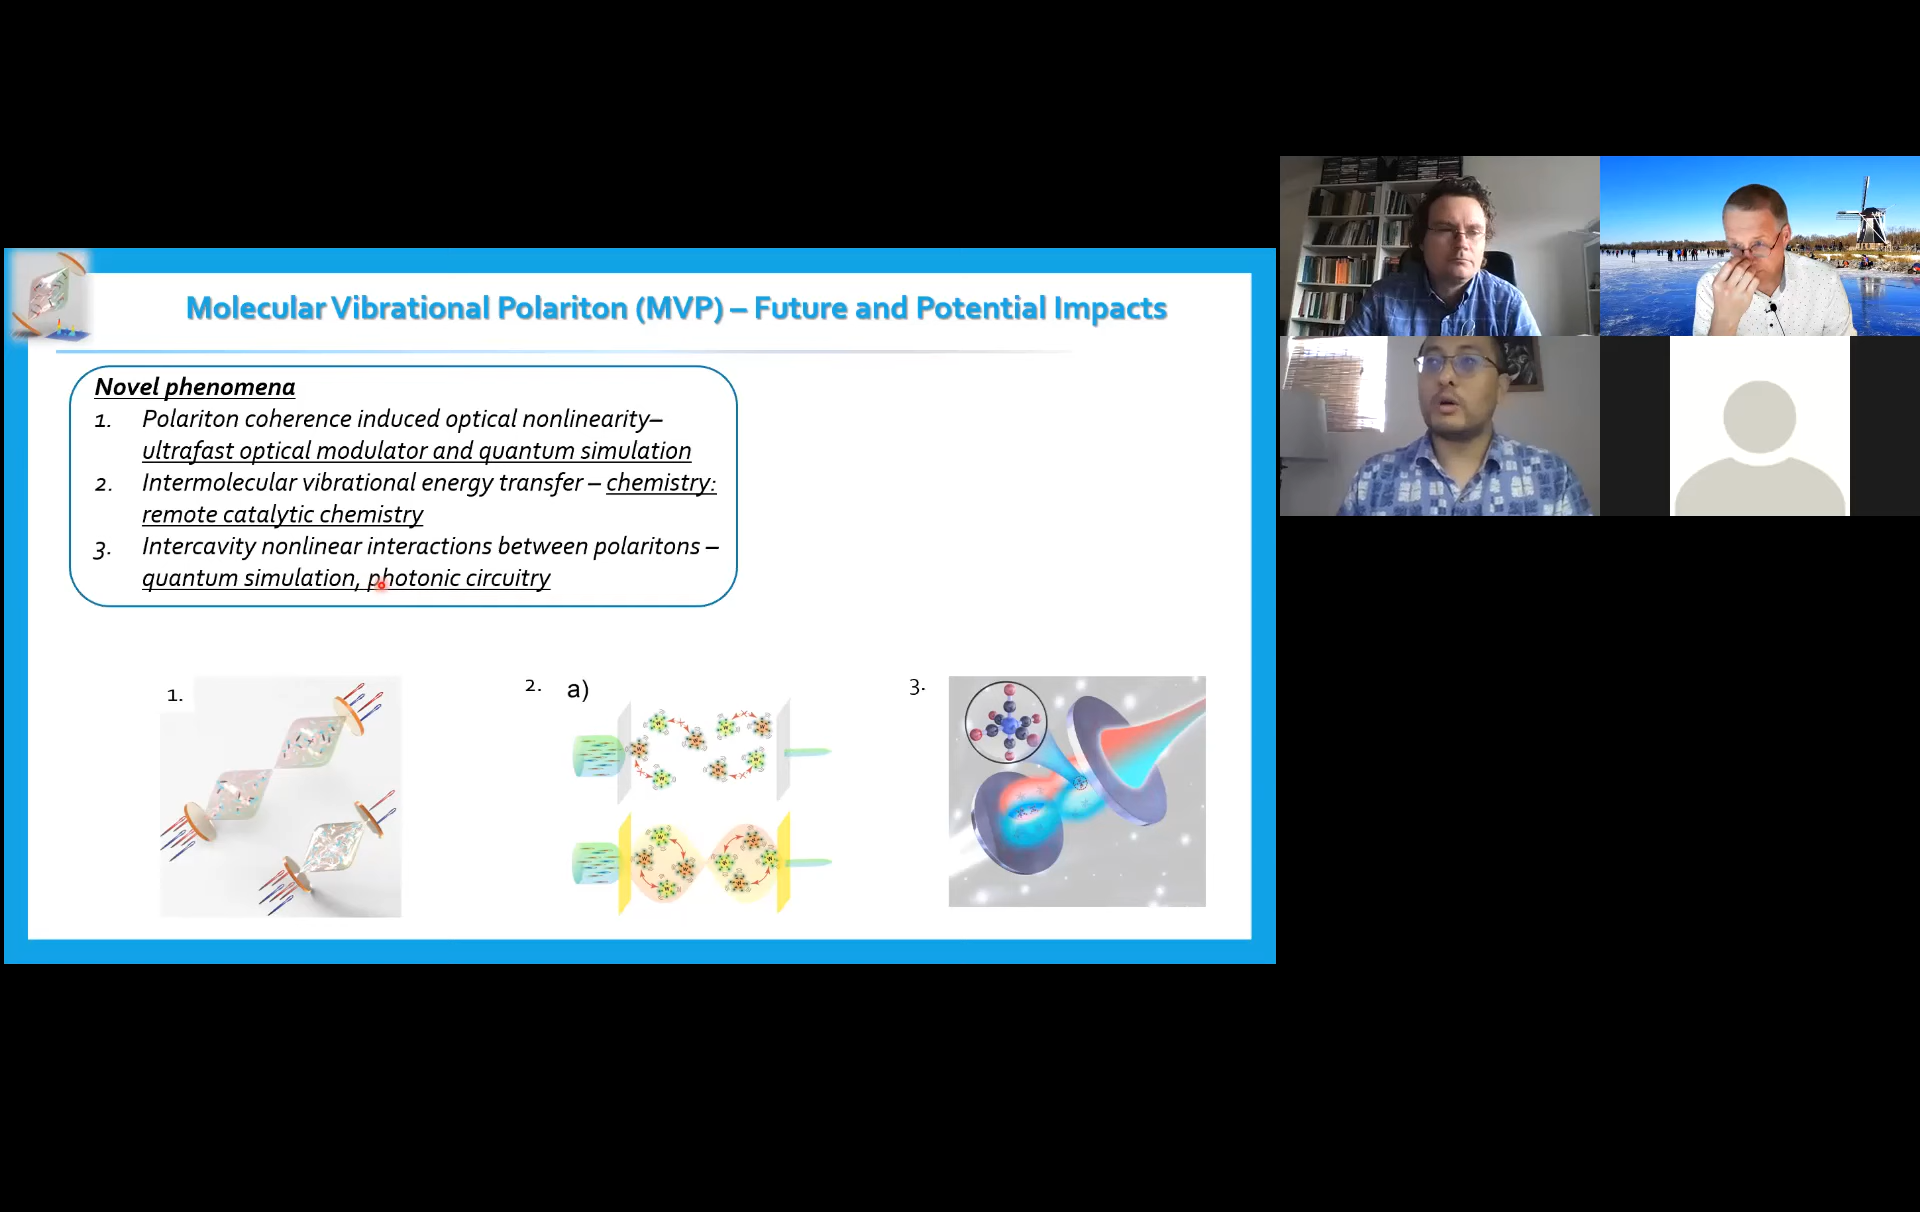 Molecular Vibrational Polariton (MVP) – Future and Potential Impacts
Novel phenomena
1. Polariton coherence induced optical nonlinearity–
ultrafast optical modulator and quantum simulation
2. Intermolecular vibrational energy transfer – chemistry:
remote catalytic chemistry
3. Intercavity nonlinear interactions between polaritons –
quantum simulation, photonic circuitry
1.
2. a)
3.